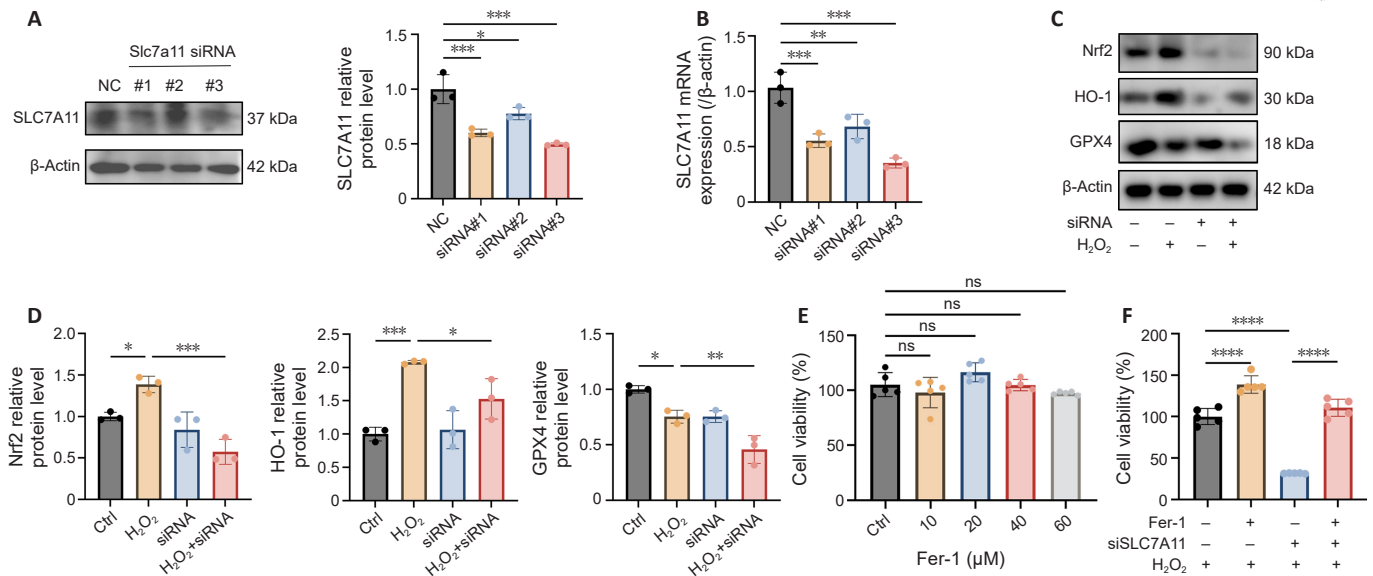 A
Slc7a11 siRNA
NC #1 #2 #3
SLC7A11 37 kDa
β-Actin 42 kDa
SLC7A11 relative
protein level
1.5
1.0
0.5
0
***
*
***
NC
siRNA#1
siRNA#2
siRNA#3
B
SLC7A11 mRNA
expression (/β-actin)
1.5
1.0
0.5
0
***
**
***
NC
siRNA#1
siRNA#2
siRNA#3
C
Nrf2 90 kDa
HO-1 30 kDa
GPX4 18 kDa
β-Actin 42 kDa
siRNA – – + +
H₂O₂ – + – +
D
Nrf2 relative
protein level
2.0
1.5
1.0
0.5
0
* ***
Ctrl
H₂O₂
siRNA
H₂O₂+siRNA
HO-1 relative
protein level
2.5
2.0
1.5
1.0
0.5
0
*** *
Ctrl
H₂O₂
siRNA
H₂O₂+siRNA
GPX4 relative
protein level
1.5
1.0
0.5
0
* **
Ctrl
H₂O₂
siRNA
H₂O₂+siRNA
E
Cell viability (%)
150
100
50
0
ns
ns
ns
ns
Ctrl 10 20 40 60
Fer-1 (µM)
F
Cell viability (%)
200
150
100
50
0
****
**** ****
Fer-1 – + – +
siSLC7A11 – – + +
H₂O₂ + + + +